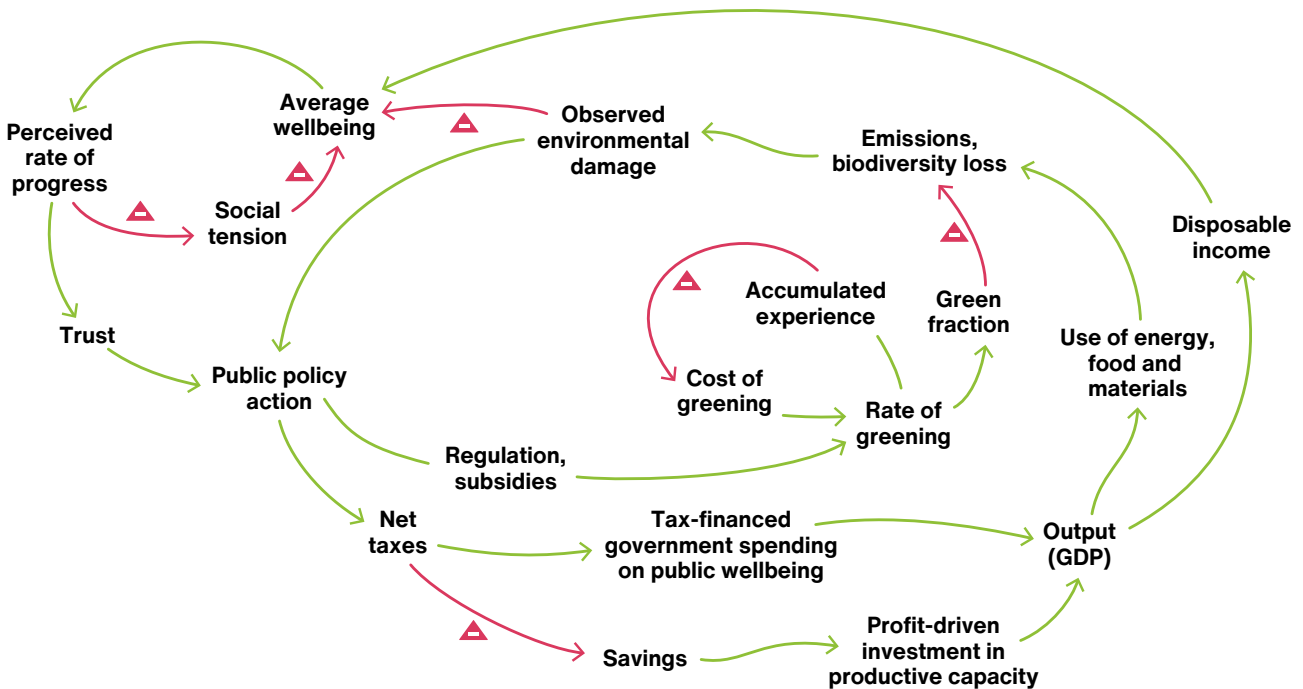 Average
wellbeing
Observed
environmental
damage
Emissions,
biodiversity loss
Perceived
rate of
progress
Social
tension
Disposable
income
Accumulated
experience
Green
fraction
Trust
Use of energy,
food and
materials
Public policy
action
Cost of
greening
Rate of
greening
Regulation,
subsidies
Net
taxes
Tax-financed
government spending
on public wellbeing
Output
(GDP)
Savings
Profit-driven
investment in
productive capacity